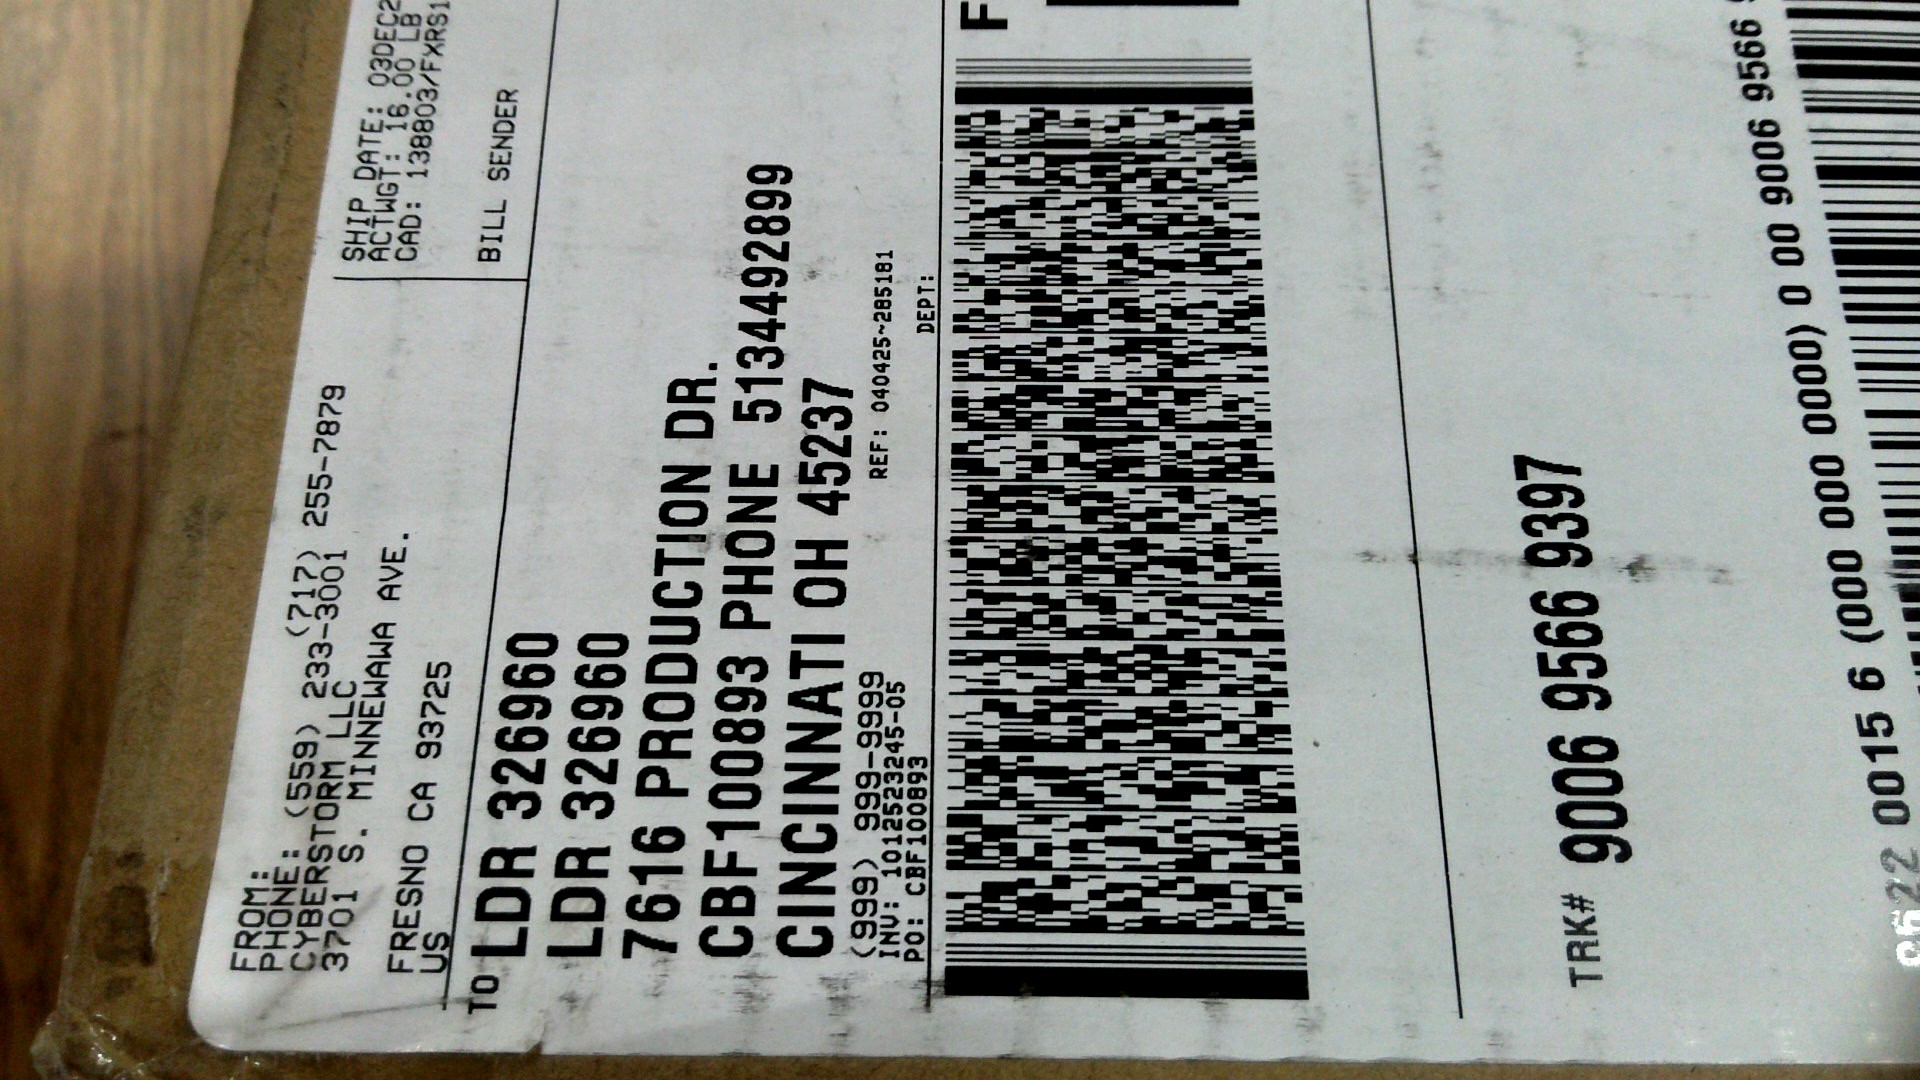 FROM:
PHONE: (559) 233-3001
(717) 255-7879
CYBERSTORM LLC
3701 S. MINNEWAWA AVE.
FRESNO CA 93725
US
SHIP DATE: 03DEC2
ACTWGT: 16.00 LB
CAD: 138803/FXRS1
BILL SENDER
TO LDR 326960
LDR 326960
7616 PRODUCTION DR.
CBF100893 PHONE 5134492899
CINCINNATI OH 45237
(999) 999-9999
REF: 040425~285181
INV: 1012523245-05
PO: CBF100893
DEPT:
F
TRK# 9006 9566 9397
0015 6 (000 000 0000) 0 00 9006 9566